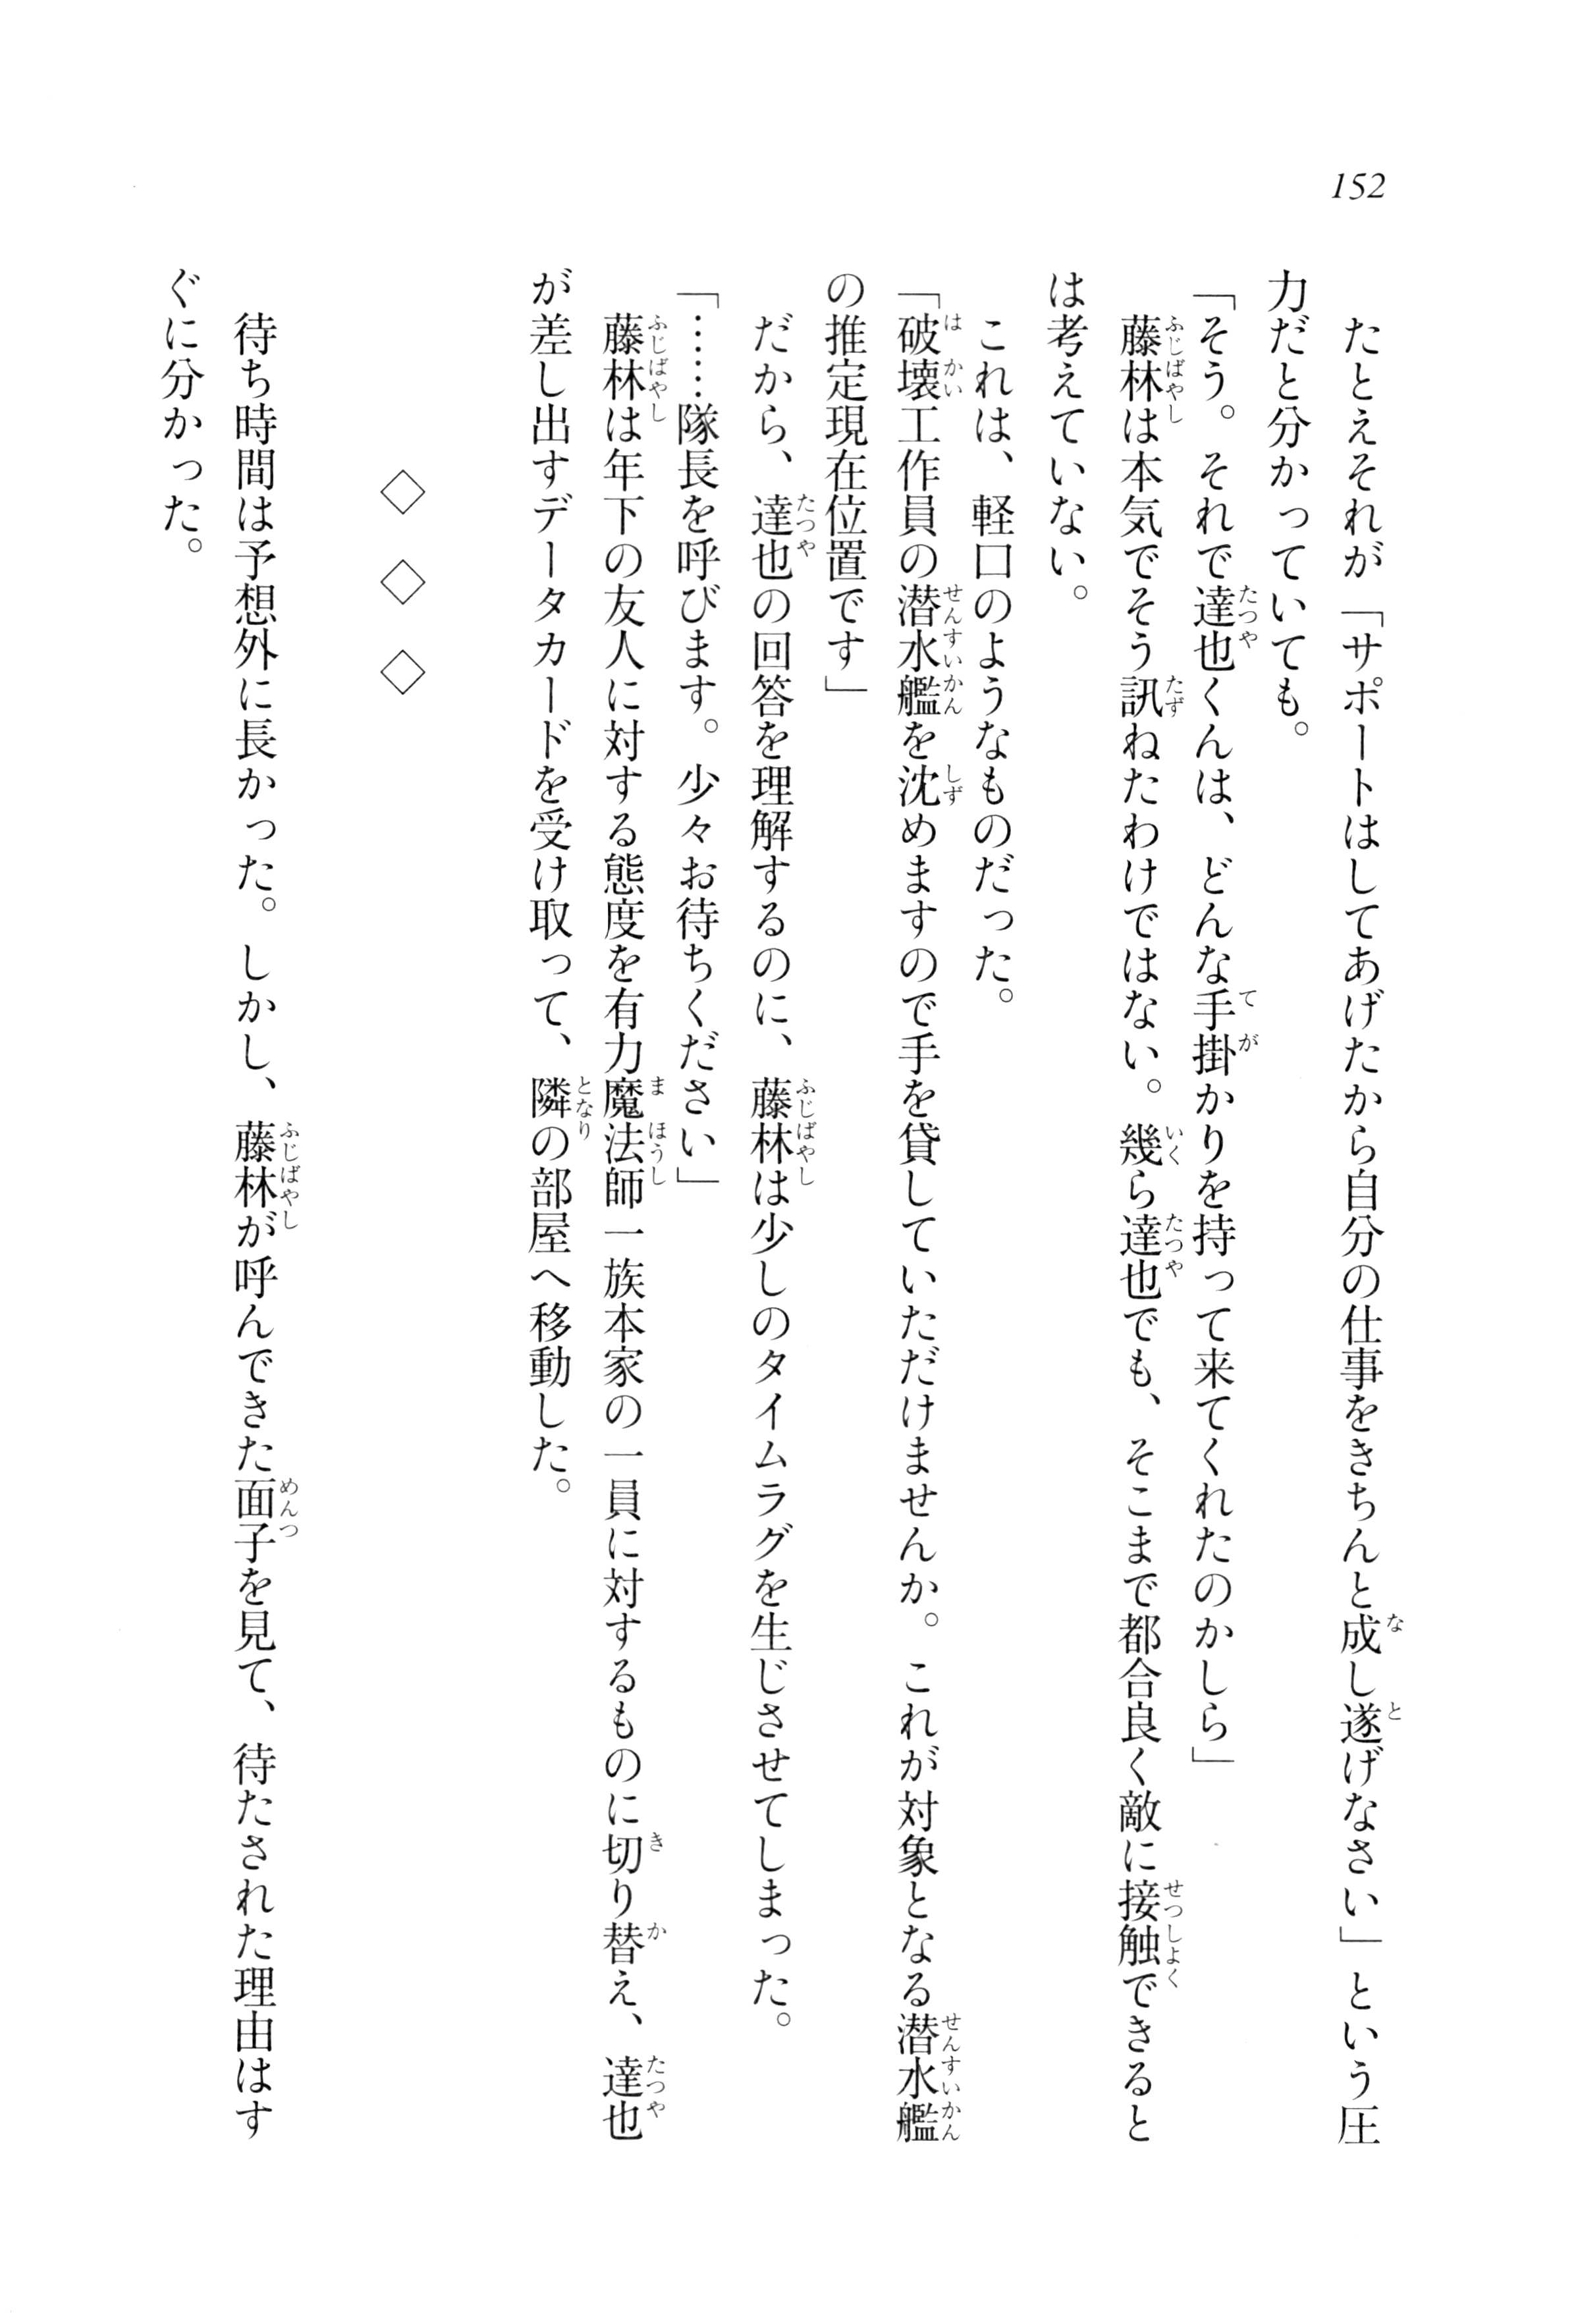 152
たとえそれが「サポートはしてあげたから自分の仕事をきちんと成し遂げなさい」という圧
力だと分かっていても。
「そう。それで達也くんは、どんな手掛かりを持って来てくれたのかしら」
藤林は本気でそう訊ねたわけではない。幾ら達也でも、そこまで都合良く敵に接触できると
は考えていない。
これは、軽口のようなものだった。
「破壊工作員の潜水艦を沈めますので手を貸していただけませんか。これが対象となる潜水艦
の推定現在位置です」
だから、達也の回答を理解するのに、藤林は少しのタイムラグを生じさせてしまった。
「……隊長を呼びます。少々お待ちください」
藤林は年下の友人に対する態度を有力魔法師一族本家の一員に対するものに切り替え、達也
が差し出すデータカードを受け取って、隣の部屋へ移動した。
◇　◇　◇
待ち時間は予想外に長かった。しかし、藤林が呼んできた面子を見て、待たされた理由はす
ぐに分かった。